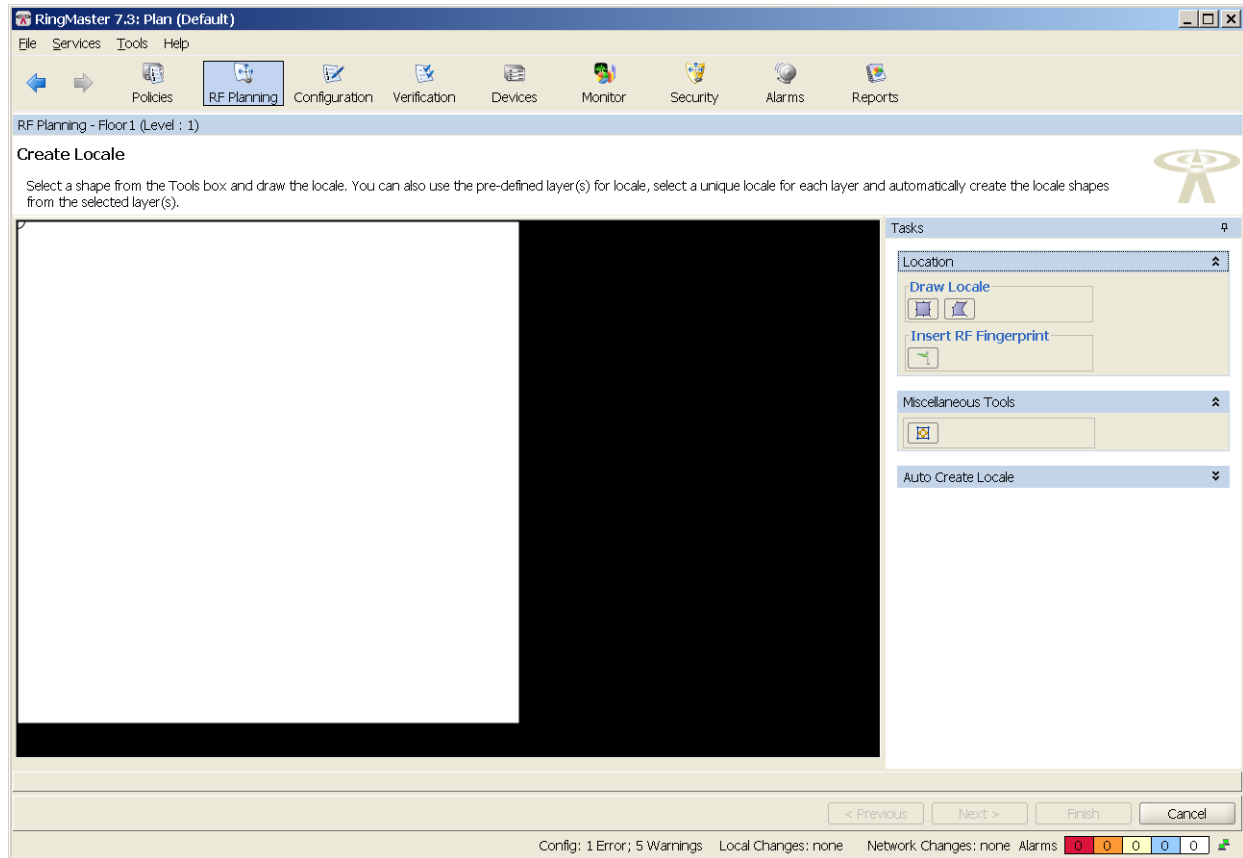 RingMaster 7.3: Plan (Default)
File Services Tools Help
Policies RF Planning Configuration Verification Devices Monitor Security Alarms Reports
RF Planning - Floor1 (Level : 1)
Create Locale
Select a shape from the Tools box and draw the locale. You can also use the pre-defined layer(s) for locale, select a unique locale for each layer and automatically create the locale shapes
from the selected layer(s).
Tasks
Location
Draw Locale
Insert RF Fingerprint
Miscellaneous Tools
Auto Create Locale
< Previous Next > Finish Cancel
Config: 1 Error; 5 Warnings Local Changes: none Network Changes: none Alarms 0 0 0 0 0